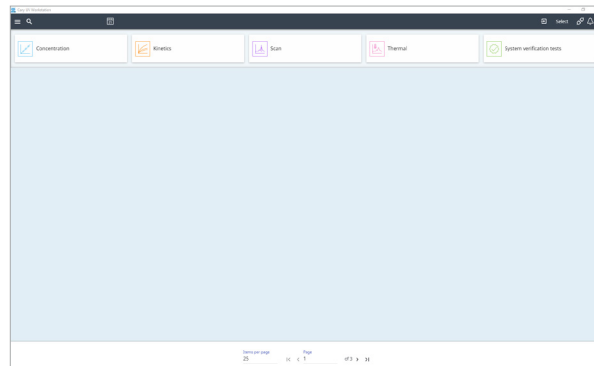 Cary UV Workstation
Select
Concentration
Kinetics
Scan
Thermal
System verification tests
Items per page
25
Page
1
of 3